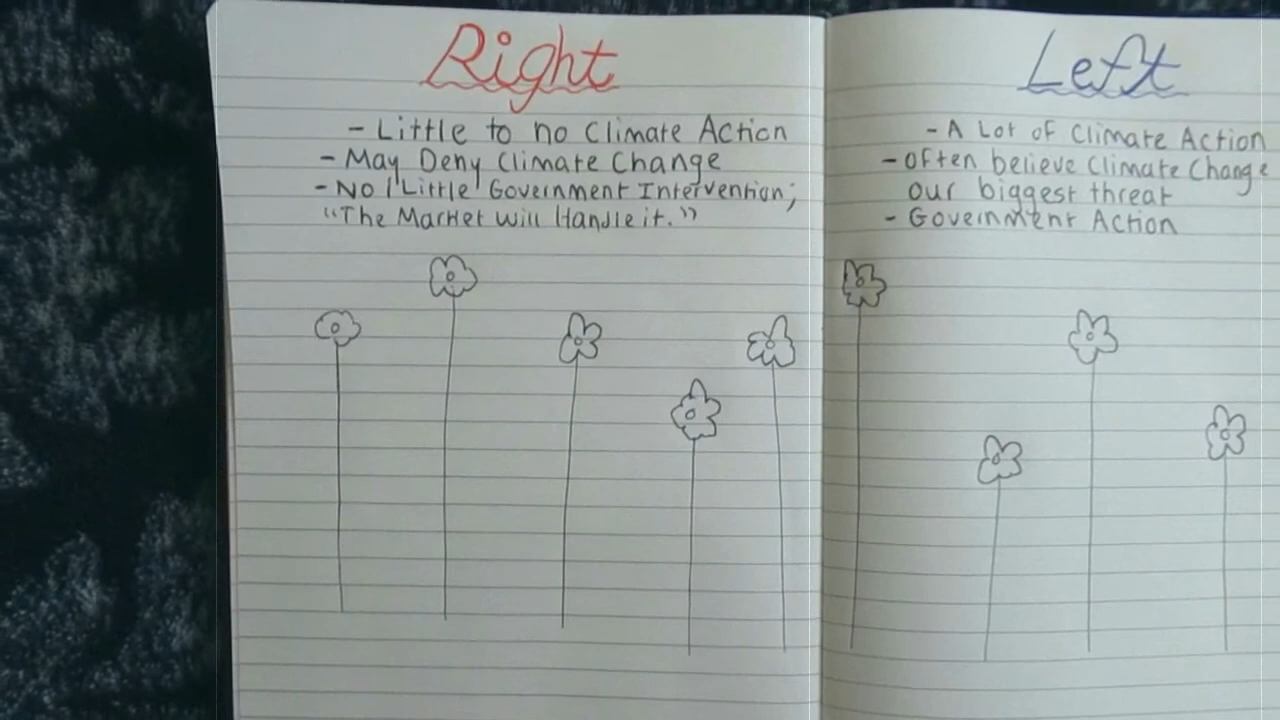 Right
- Little to no Climate Action
- May Deny Climate Change
- No / Little Government Intervention;
"The Market Will Handle it."
Left
- A Lot of Climate Action
- Often believe Climate Change
our biggest threat
- Government Action